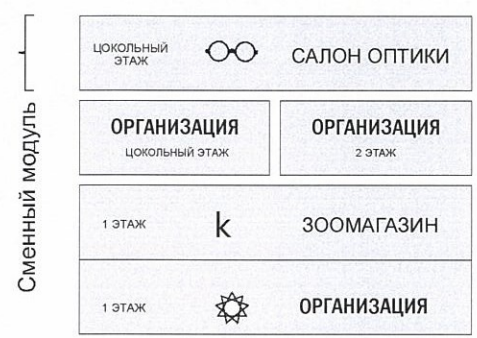 Сменный модуль
ЦОКОЛЬНЫЙ
ЭТАЖ
САЛОН ОПТИКИ
ОРГАНИЗАЦИЯ
ЦОКОЛЬНЫЙ ЭТАЖ
ОРГАНИЗАЦИЯ
2 ЭТАЖ
1 ЭТАЖ
k
ЗООМАГАЗИН
1 ЭТАЖ
ОРГАНИЗАЦИЯ